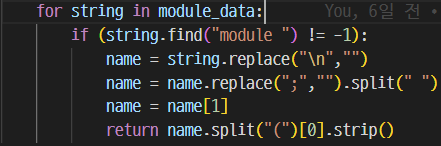 for string in module_data: You, 6일 전 •
if (string.find("module ") != -1):
name = string.replace("\n","")
name = name.replace(";","").split(" ")
name = name[1]
return name.split("(")[0].strip()